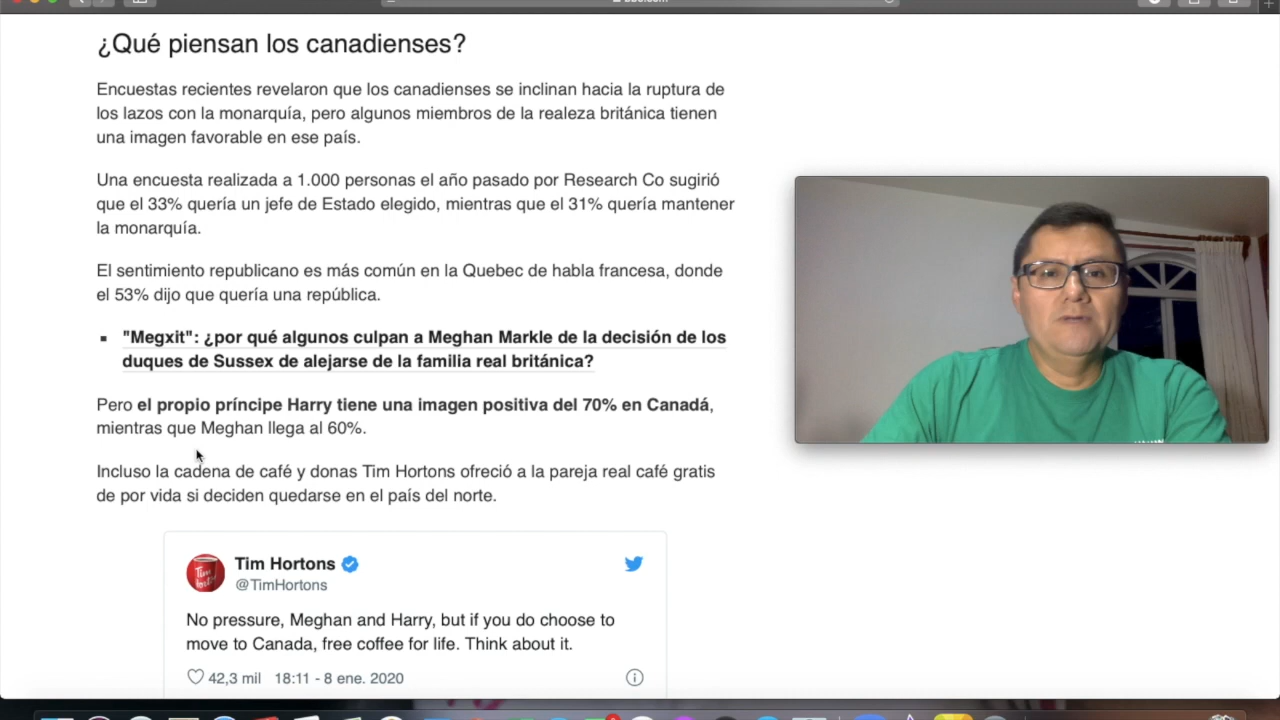 ¿Qué piensan los canadienses?
Encuestas recientes revelaron que los canadienses se inclinan hacia la ruptura de
los lazos con la monarquía, pero algunos miembros de la realeza británica tienen
una imagen favorable en ese país.
Una encuesta realizada a 1.000 personas el año pasado por Research Co sugirió
que el 33% quería un jefe de Estado elegido, mientras que el 31% quería mantener
la monarquía.
El sentimiento republicano es más común en la Quebec de habla francesa, donde
el 53% dijo que quería una república.
"Megxit": ¿por qué algunos culpan a Meghan Markle de la decisión de los
duques de Sussex de alejarse de la familia real británica?
Pero el propio príncipe Harry tiene una imagen positiva del 70% en Canadá,
mientras que Meghan llega al 60%.
Incluso la cadena de café y donas Tim Hortons ofreció a la pareja real café gratis
de por vida si deciden quedarse en el país del norte.
Tim Hortons
@TimHortons
No pressure, Meghan and Harry, but if you do choose to
move to Canada, free coffee for life. Think about it.
42,3 mil 18:11 - 8 ene. 2020